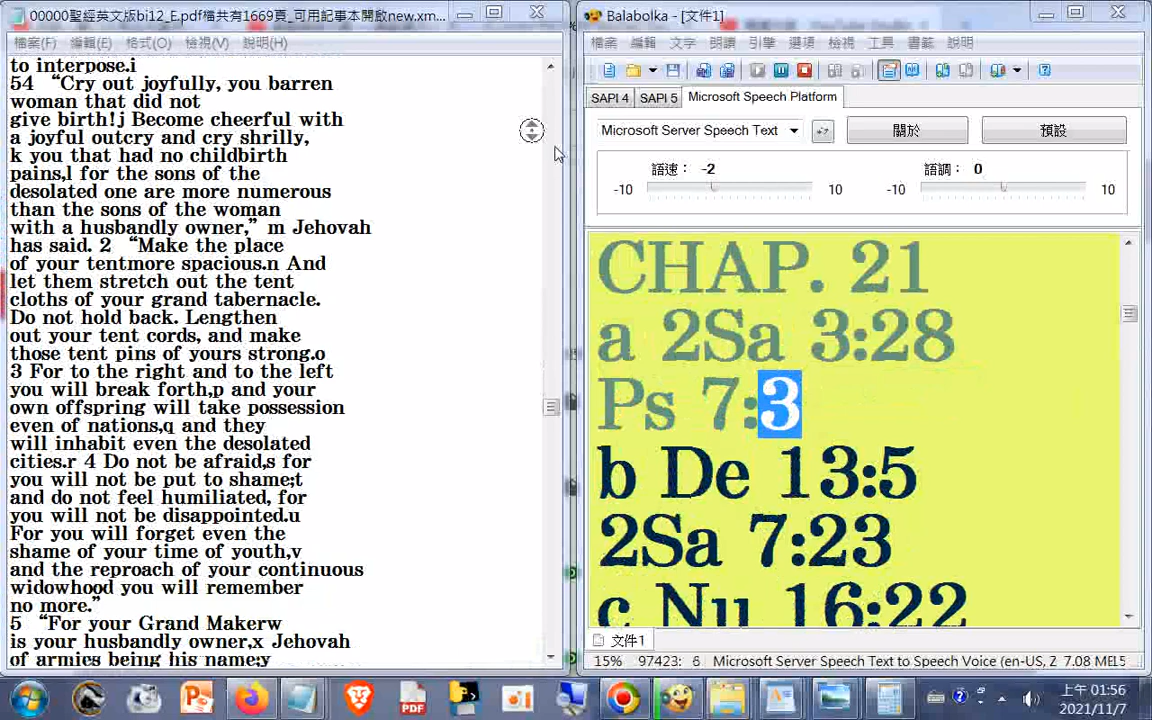 00000聖經英文版bi12_E.pdf檔共有1669頁_可用記事本開啟new.xm...
檔案(F) 編輯(E) 格式(O) 檢視(V) 說明(H)
to interpose.i
54 “Cry out joyfully, you barren
woman that did not
give birth!j Become cheerful with
a joyful outcry and cry shrilly,
k you that had no childbirth
pains,l for the sons of the
desolated one are more numerous
than the sons of the woman
with a husbandly owner,” m Jehovah
has said. 2 “Make the place
of your tentmore spacious.n And
let them stretch out the tent
cloths of your grand tabernacle.
Do not hold back. Lengthen
out your tent cords, and make
those tent pins of yours strong.o
3 For to the right and to the left
you will break forth,p and your
own offspring will take possession
even of nations,q and they
will inhabit even the desolated
cities.r 4 Do not be afraid,s for
you will not be put to shame;t
and do not feel humiliated, for
you will not be disappointed.u
For you will forget even the
shame of your time of youth,v
and the reproach of your continuous
widowhood you will remember
no more.”
5 “For your Grand Makerw
is your husbandly owner,x Jehovah
of armies being his name;y
Balabolka - [文件1]
檔案 編輯 文字 朗讀 引擎 選項 檢視 工具 書籤 說明
SAPI 4 SAPI 5 Microsoft Speech Platform
Microsoft Server Speech Text 關於 預設
語速: -2 語調: 0
-10 10 -10 10
CHAP. 21
a 2Sa 3:28
Ps 7:3
b De 13:5
2Sa 7:23
c Nu 16:22
文件1
15% 97423: 6 Microsoft Server Speech Text to Speech Voice (en-US, Z 7.08 MB
PDF
上午 01:56
2021/11/7